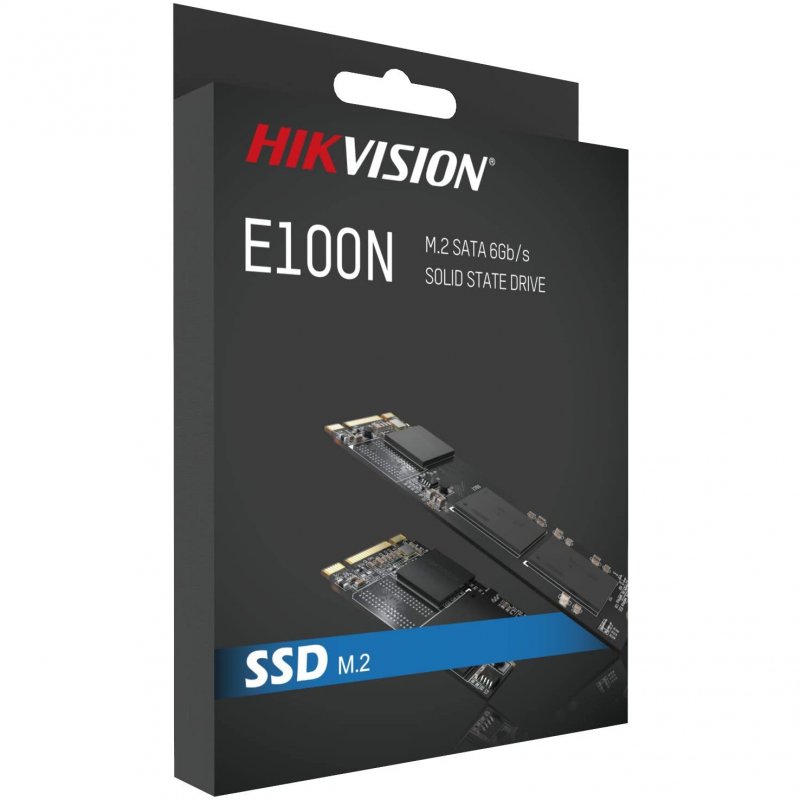 HIKVISION®
E100N
M.2 SATA 6Gb/s
SOLID STATE DRIVE
SSD M.2